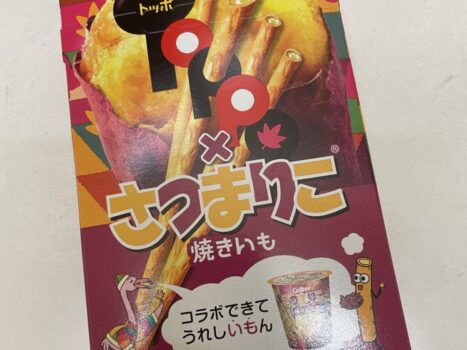 トッポ
TOPPO
×
さつまりこ®
焼きいも
コラボできて
うれしいもん
Calbee